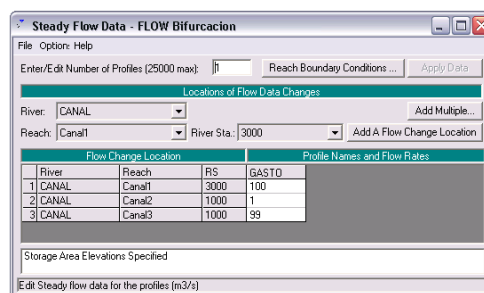 Steady Flow Data - FLOW Bifurcacion
File Option: Help
Enter/Edit Number of Profiles (25000 max): 1 Reach Boundary Conditions ... Apply Data
Locations of Flow Data Changes
River: CANAL Add Multiple...
Reach: Canal1 River Sta.: 3000 Add A Flow Change Location
Flow Change Location Profile Names and Flow Rates
River Reach RS GASTO
1 CANAL Canal1 3000 100
2 CANAL Canal2 1000 1
3 CANAL Canal3 1000 99
Storage Area Elevations Specified
Edit Steady flow data for the profiles (m3/s)